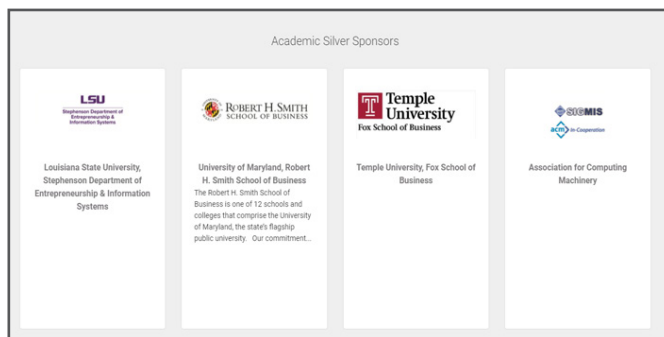 Academic Silver Sponsors
LSU
Stephenson Department of
Entrepreneurship &
Information Systems
Louisiana State University,
Stephenson Department of
Entrepreneurship & Information
Systems
ROBERT H. SMITH
SCHOOL OF BUSINESS
University of Maryland, Robert
H. Smith School of Business
The Robert H. Smith School of
Business is one of 12 schools and
colleges that comprise the University
of Maryland, the state's flagship
public university. Our commitment...
Temple
University
Fox School of Business
Temple University, Fox School of
Business
SIGMIS
acm In-Cooperation
Association for Computing
Machinery